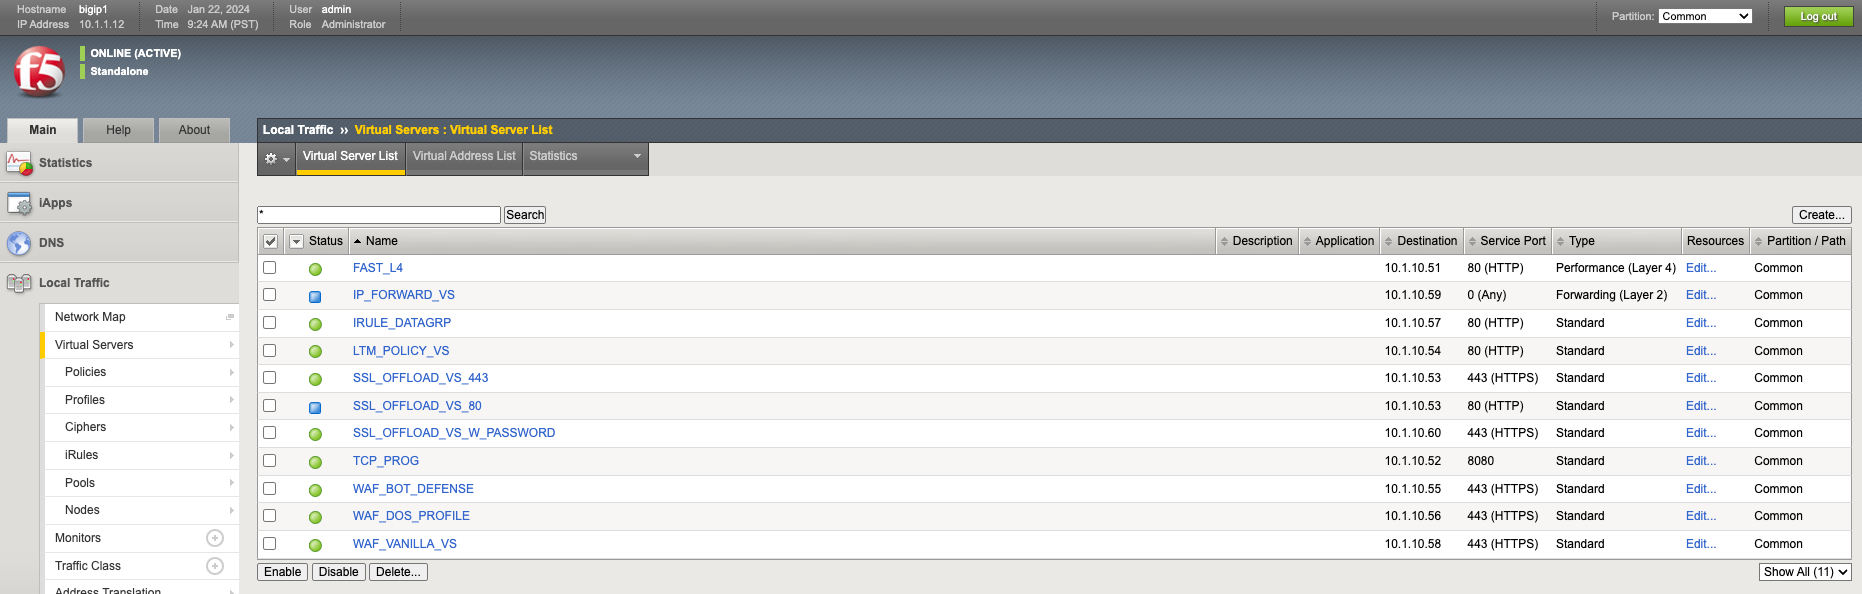 Hostname bigip1 Date Jan 22, 2024 User admin Partition: Common Log out
IP Address 10.1.1.12 Time 9:24 AM (PST) Role Administrator
f5
ONLINE (ACTIVE)
Standalone
Main Help About
Local Traffic ›› Virtual Servers : Virtual Server List
Virtual Server List Virtual Address List Statistics
Statistics
iApps
DNS
Local Traffic
Network Map
Virtual Servers
Policies
Profiles
Ciphers
iRules
Pools
Nodes
Monitors
Traffic Class
Address Translation
* Search Create...
Status Name Description Application Destination Service Port Type Resources Partition / Path
FAST_L4 10.1.10.51 80 (HTTP) Performance (Layer 4) Edit... Common
IP_FORWARD_VS 10.1.10.59 0 (Any) Forwarding (Layer 2) Edit... Common
IRULE_DATAGRP 10.1.10.57 80 (HTTP) Standard Edit... Common
LTM_POLICY_VS 10.1.10.54 80 (HTTP) Standard Edit... Common
SSL_OFFLOAD_VS_443 10.1.10.53 443 (HTTPS) Standard Edit... Common
SSL_OFFLOAD_VS_80 10.1.10.53 80 (HTTP) Standard Edit... Common
SSL_OFFLOAD_VS_W_PASSWORD 10.1.10.60 443 (HTTPS) Standard Edit... Common
TCP_PROG 10.1.10.52 8080 Standard Edit... Common
WAF_BOT_DEFENSE 10.1.10.55 443 (HTTPS) Standard Edit... Common
WAF_DOS_PROFILE 10.1.10.56 443 (HTTPS) Standard Edit... Common
WAF_VANILLA_VS 10.1.10.58 443 (HTTPS) Standard Edit... Common
Enable Disable Delete... Show All (11)